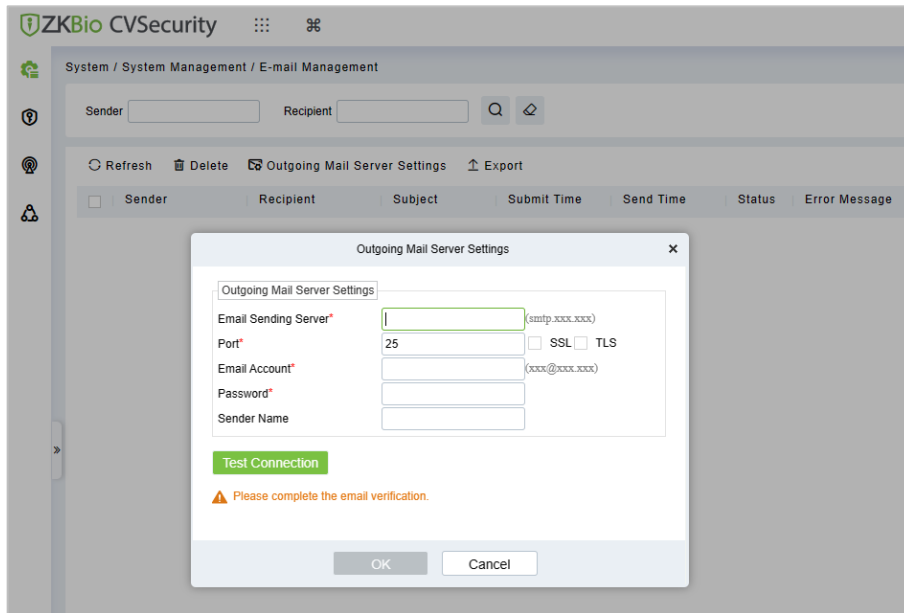 ZKBio CVSecurity
System / System Management / E-mail Management
Sender Recipient
Refresh Delete Outgoing Mail Server Settings Export
Sender Recipient Subject Submit Time Send Time Status Error Message
Outgoing Mail Server Settings ×
Outgoing Mail Server Settings
Email Sending Server* (smtp.xxx.xxx)
Port* 25 SSL TLS
Email Account* (xxx@xxx.xxx)
Password*
Sender Name
»
Test Connection
Please complete the email verification.
OK Cancel